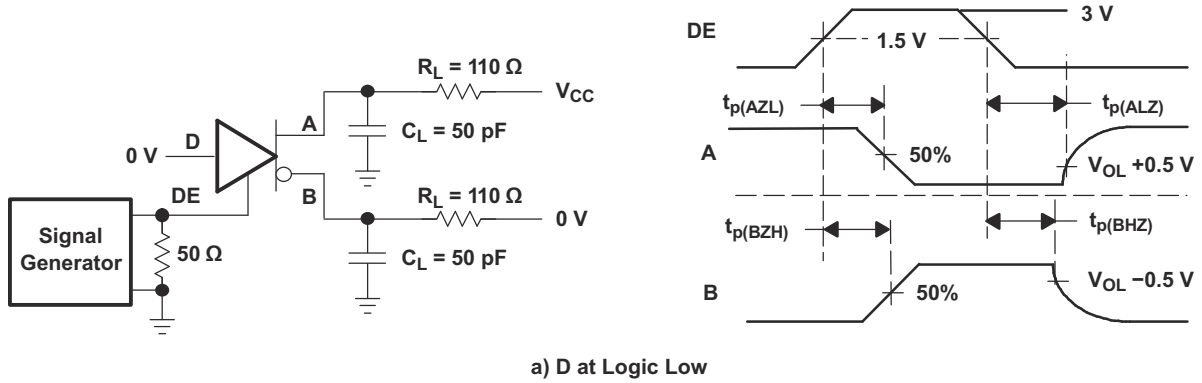 R_L = 110 Ω
V_CC
A
C_L = 50 pF
D
0 V
DE
B
R_L = 110 Ω
0 V
Signal
Generator
50 Ω
C_L = 50 pF
DE
3 V
1.5 V
t_p(AZL)
t_p(ALZ)
A
50%
V_OL +0.5 V
t_p(BZH)
t_p(BHZ)
B
50%
V_OL −0.5 V
a) D at Logic Low